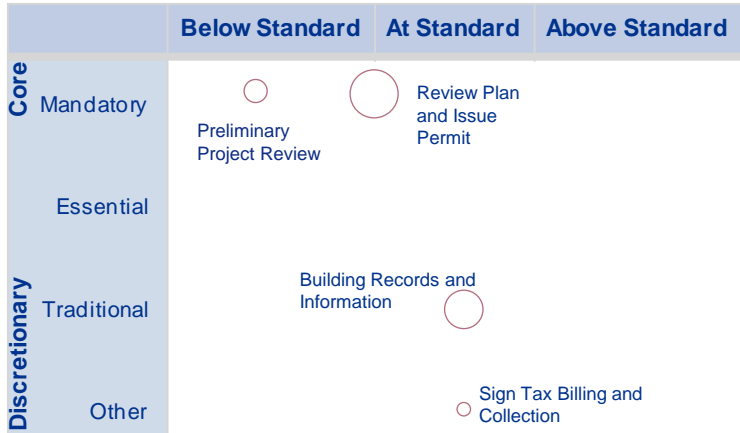 Below Standard At Standard Above Standard
Core
Mandatory
Preliminary
Project Review
Review Plan
and Issue
Permit
Essential
Discretionary
Traditional
Building Records and
Information
Other
Sign Tax Billing and
Collection